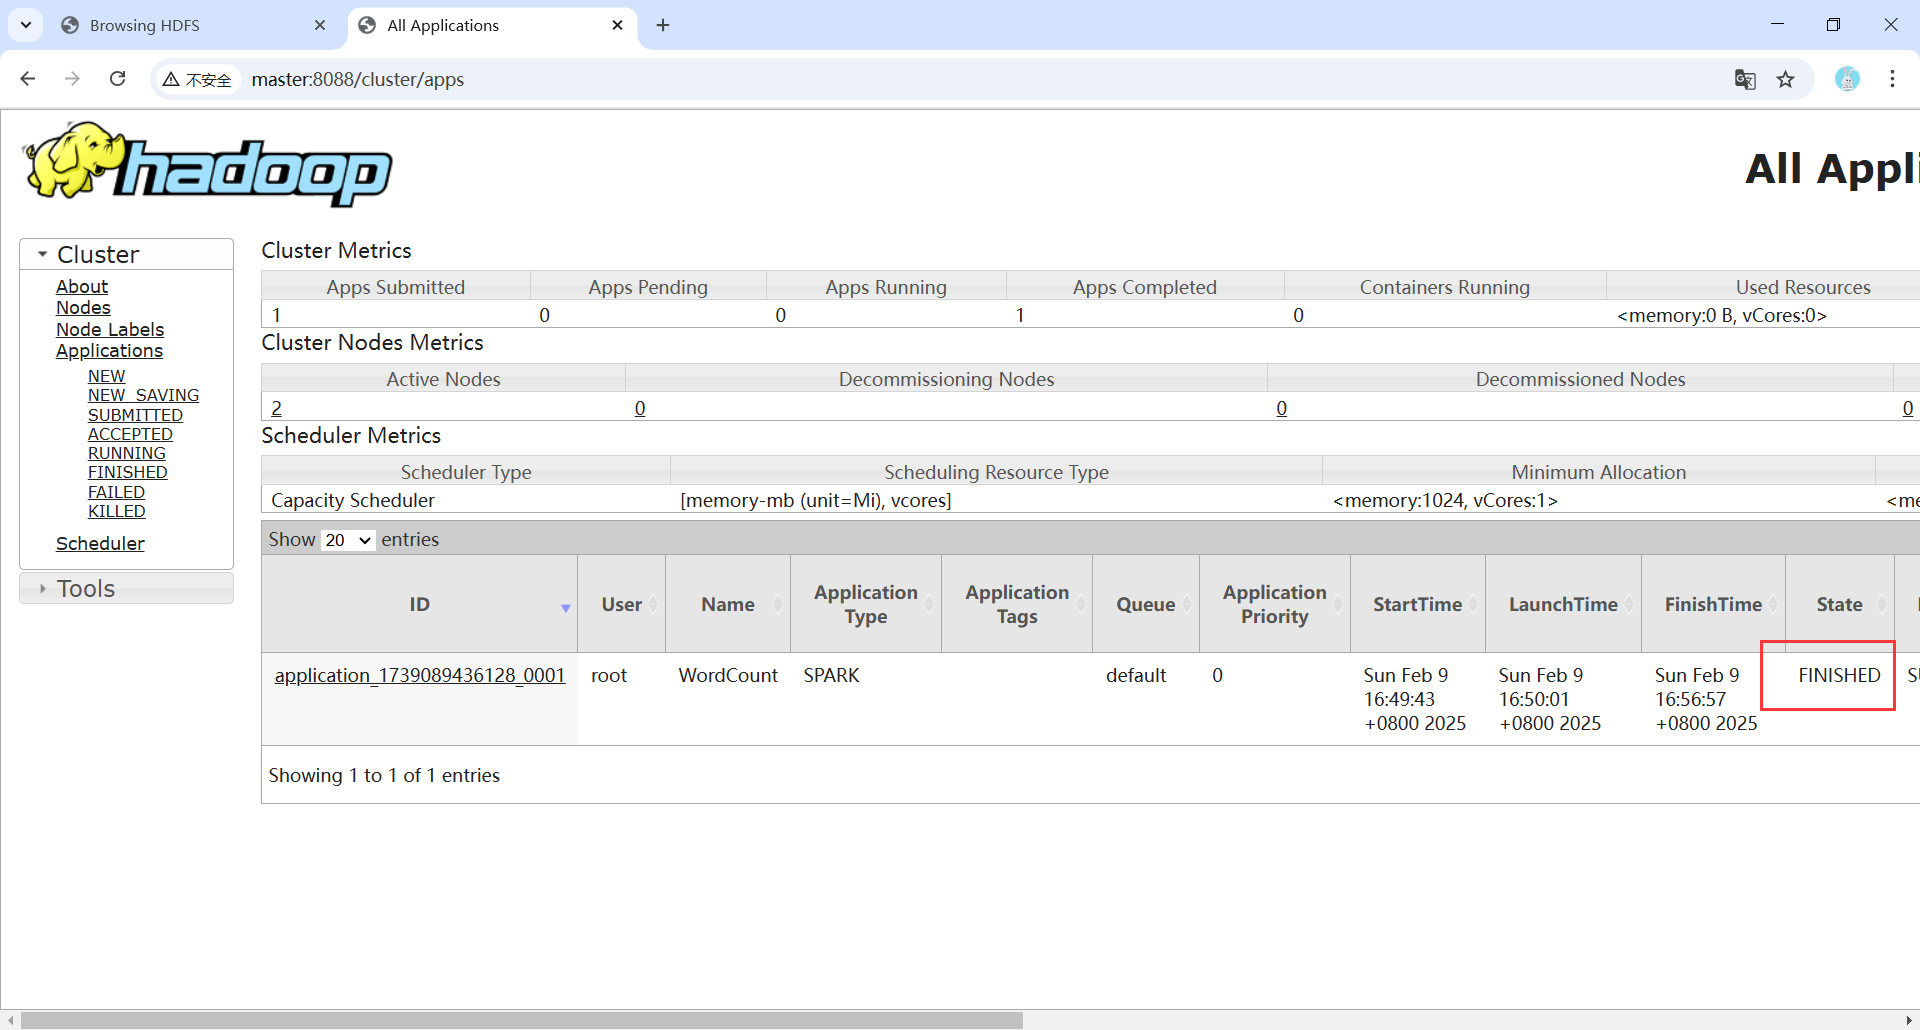 Browsing HDFS
All Applications
不安全 master:8088/cluster/apps
hadoop
All Appli
Cluster
About
Nodes
Node Labels
Applications
NEW
NEW_SAVING
SUBMITTED
ACCEPTED
RUNNING
FINISHED
FAILED
KILLED
Scheduler
Tools
Cluster Metrics
Apps Submitted Apps Pending Apps Running Apps Completed Containers Running Used Resources
1 0 0 1 0 <memory:0 B, vCores:0>
Cluster Nodes Metrics
Active Nodes Decommissioning Nodes Decommissioned Nodes
2 0 0 0
Scheduler Metrics
Scheduler Type Scheduling Resource Type Minimum Allocation
Capacity Scheduler [memory-mb (unit=Mi), vcores] <memory:1024, vCores:1> <me
Show 20 entries
ID User Name Application Type Application Tags Queue Application Priority StartTime LaunchTime FinishTime State
application_1739089436128_0001 root WordCount SPARK default 0 Sun Feb 9 16:49:43 +0800 2025 Sun Feb 9 16:50:01 +0800 2025 Sun Feb 9 16:56:57 +0800 2025 FINISHED
Showing 1 to 1 of 1 entries